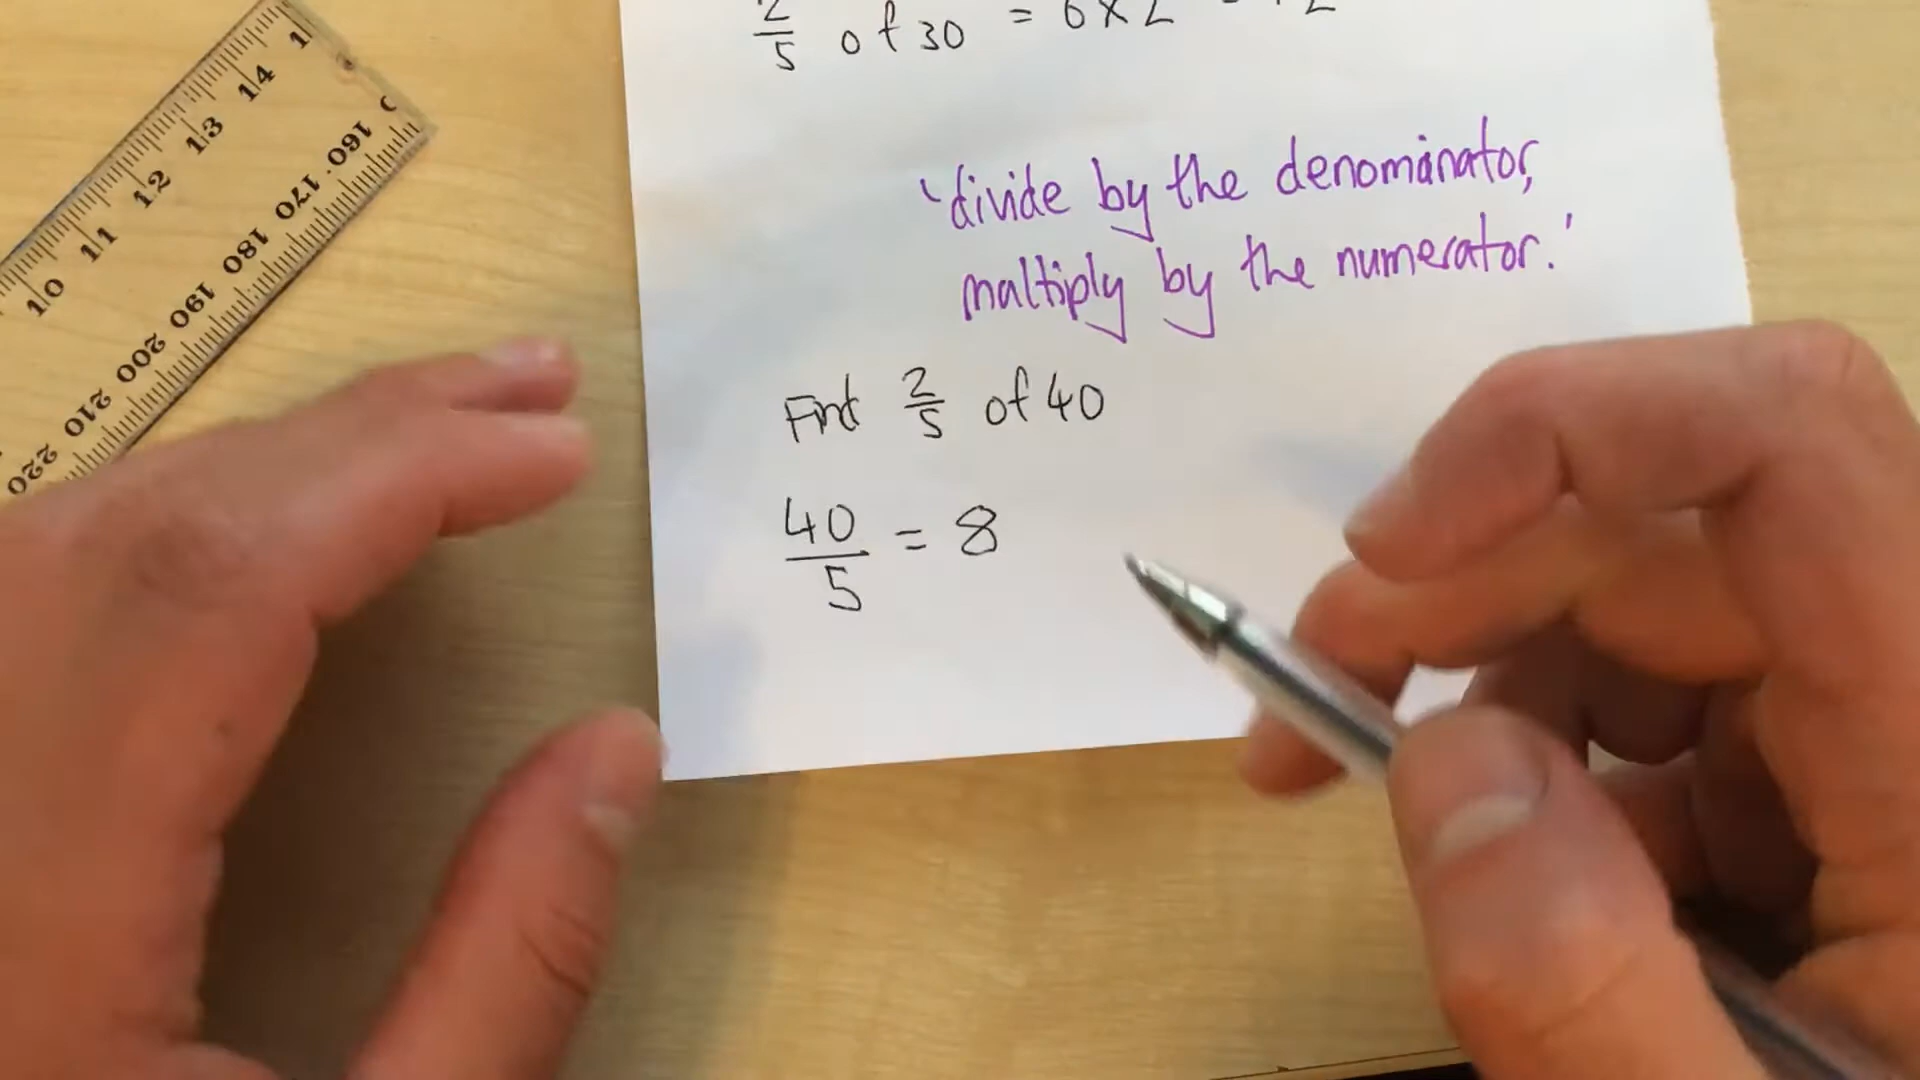 2/5 of 30 = 6 × 2 = 12
'divide by the denominator,
multiply by the numerator.'
Find 2/5 of 40
40/5 = 8
10 11 12 13 14
160 170 180 190 200 210 220